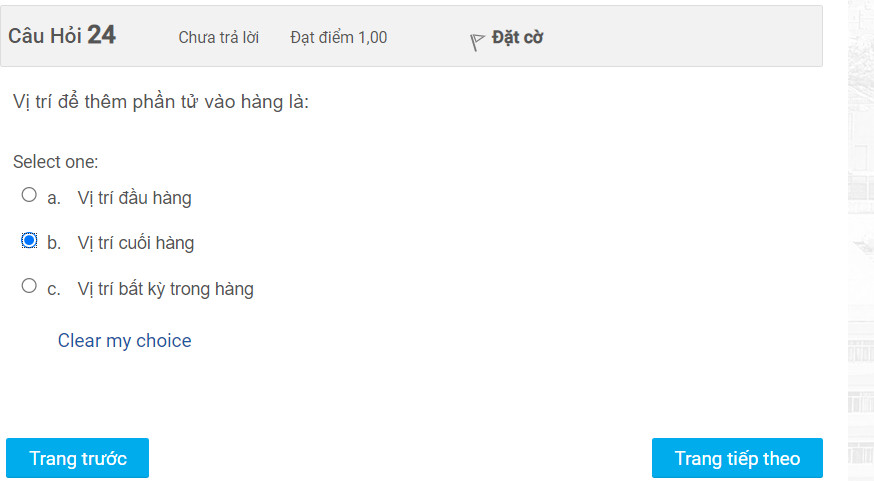 Câu Hỏi 24 Chưa trả lời Đạt điểm 1,00 Đặt cờ
Vị trí để thêm phần tử vào hàng là:
Select one:
a. Vị trí đầu hàng
b. Vị trí cuối hàng
c. Vị trí bất kỳ trong hàng
Clear my choice
Trang trước Trang tiếp theo